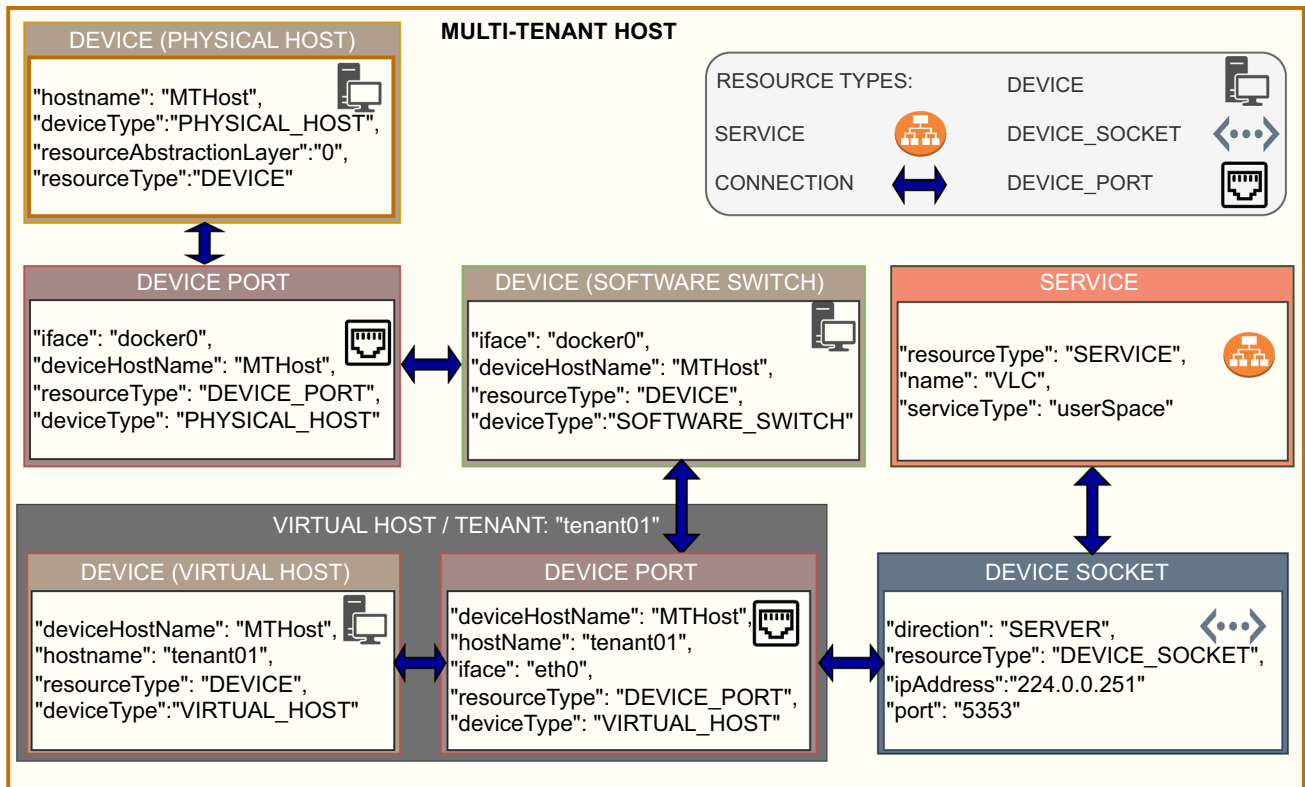 MULTI-TENANT HOST
DEVICE (PHYSICAL HOST)
"hostname": "MTHost",
"deviceType":"PHYSICAL_HOST",
"resourceAbstractionLayer":"0",
"resourceType":"DEVICE"
RESOURCE TYPES:
DEVICE
SERVICE
DEVICE_SOCKET
CONNECTION
DEVICE_PORT
DEVICE PORT
"iface": "docker0",
"deviceHostName": "MTHost",
"resourceType": "DEVICE_PORT",
"deviceType": "PHYSICAL_HOST"
DEVICE (SOFTWARE SWITCH)
"iface": "docker0",
"deviceHostName": "MTHost",
"resourceType": "DEVICE",
"deviceType":"SOFTWARE_SWITCH"
SERVICE
"resourceType": "SERVICE",
"name": "VLC",
"serviceType": "userSpace"
VIRTUAL HOST / TENANT: "tenant01"
DEVICE (VIRTUAL HOST)
"deviceHostName": "MTHost",
"hostname": "tenant01",
"resourceType": "DEVICE",
"deviceType":"VIRTUAL_HOST"
DEVICE PORT
"deviceHostName": "MTHost",
"hostName": "tenant01",
"iface": "eth0",
"resourceType": "DEVICE_PORT",
"deviceType": "VIRTUAL_HOST"
DEVICE SOCKET
"direction": "SERVER",
"resourceType": "DEVICE_SOCKET",
"ipAddress":"224.0.0.251"
"port": "5353"